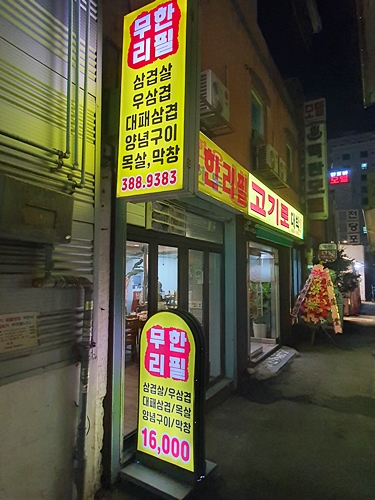 무한
리필
삼겹살
우삼겹
대패삼겹
양념구이
목살,막창
388.9383
한리필 고기로
무한
리필
삼겹살/우삼겹
대패삼겹/목살
양념구이/막창
16,000